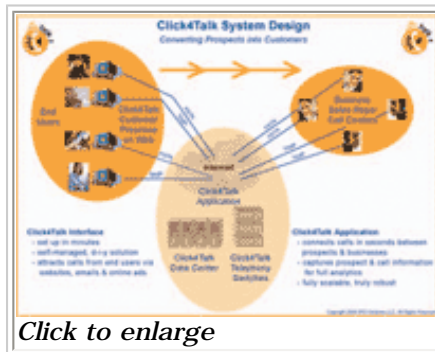 Click4Talk System Design
Converting Prospects into Customers
End
Users
Click4Talk
Customer
Presence
on Web
Business
Sales Reps/
Call Centers
Internet
Click4Talk
Application
Click4Talk
Data Center
Click4Talk
Telephony
Switches
Click4Talk Interface
- set up in minutes
- self-managed, d-i-y solution
- attracts calls from end users via
websites, emails & online ads
Click4Talk Application
- connects calls in seconds between
prospects & businesses
- captures prospect & call information
for full analytics
- fully scalable, truly robust
Click to enlarge